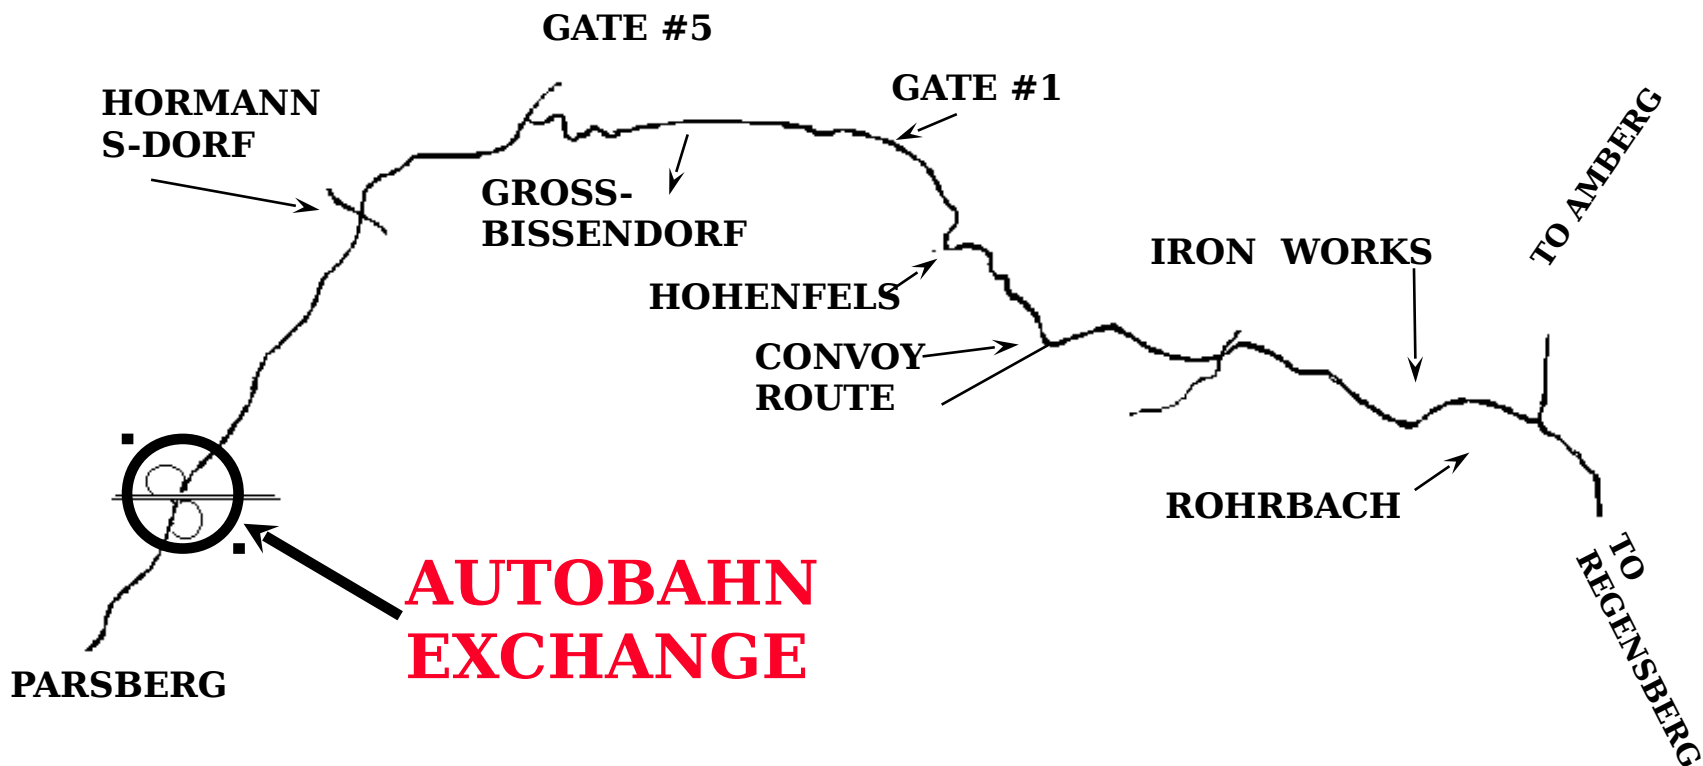 GATE #5
GATE #1
HORMANN
S-DORF
TO AMBERG
GROSS-
BISSENDORF
IRON WORKS
HOHENFELS
CONVOY
ROUTE
ROHRBACH
AUTOBAHN
EXCHANGE
TO
REGENSBERG
PARSBERG